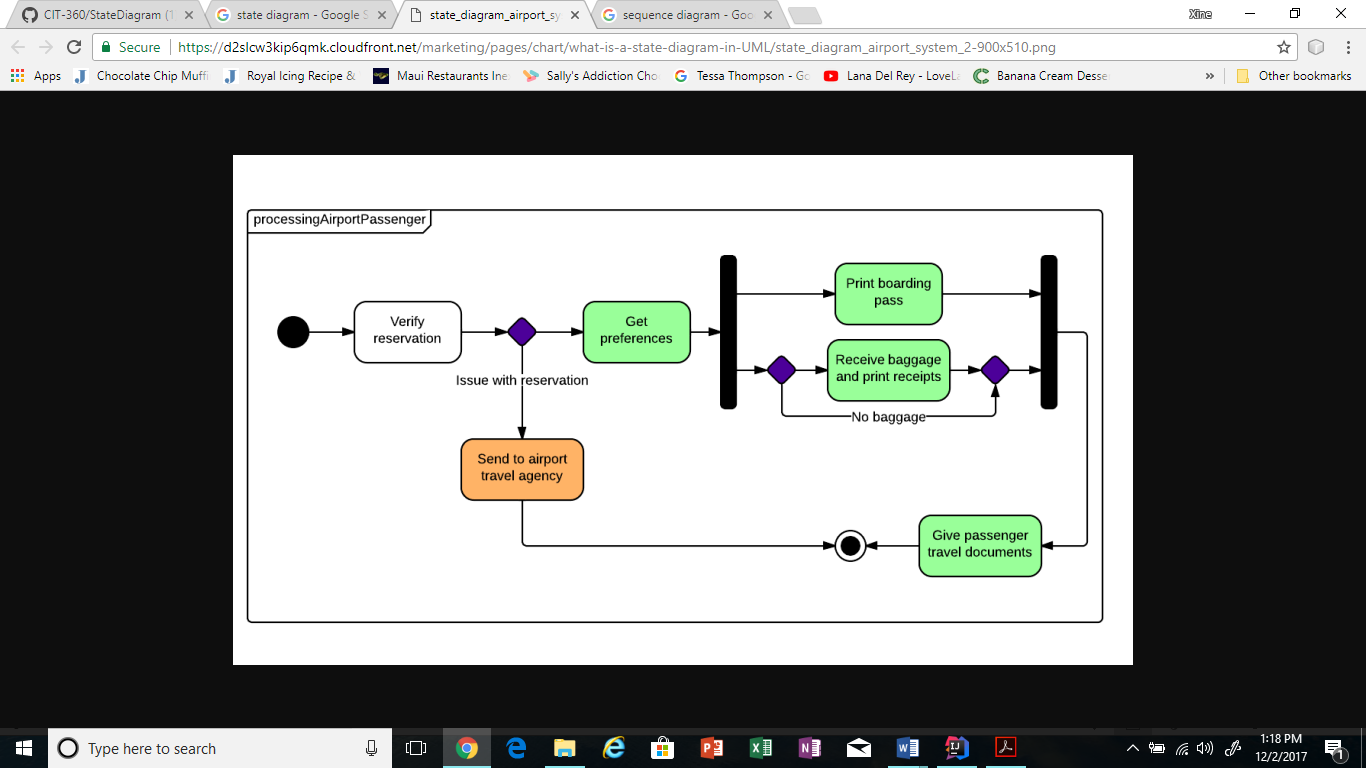 CIT-360/StateDiagram (1
state diagram - Google S
state_diagram_airport_sy
sequence diagram - Goo
Xine
Secure
https://d2slcw3kip6qmk.cloudfront.net/marketing/pages/chart/what-is-a-state-diagram-in-UML/state_diagram_airport_system_2-900x510.png
Apps
Chocolate Chip Muffi
Royal Icing Recipe &
Maui Restaurants Ine
Sally's Addiction Cho
Tessa Thompson - Go
Lana Del Rey - LoveLa
Banana Cream Desse
»
Other bookmarks
processingAirportPassenger
Verify
reservation
Get
preferences
Print boarding
pass
Receive baggage
and print receipts
Issue with reservation
No baggage
Send to airport
travel agency
Give passenger
travel documents
Type here to search
1:18 PM
12/2/2017
1